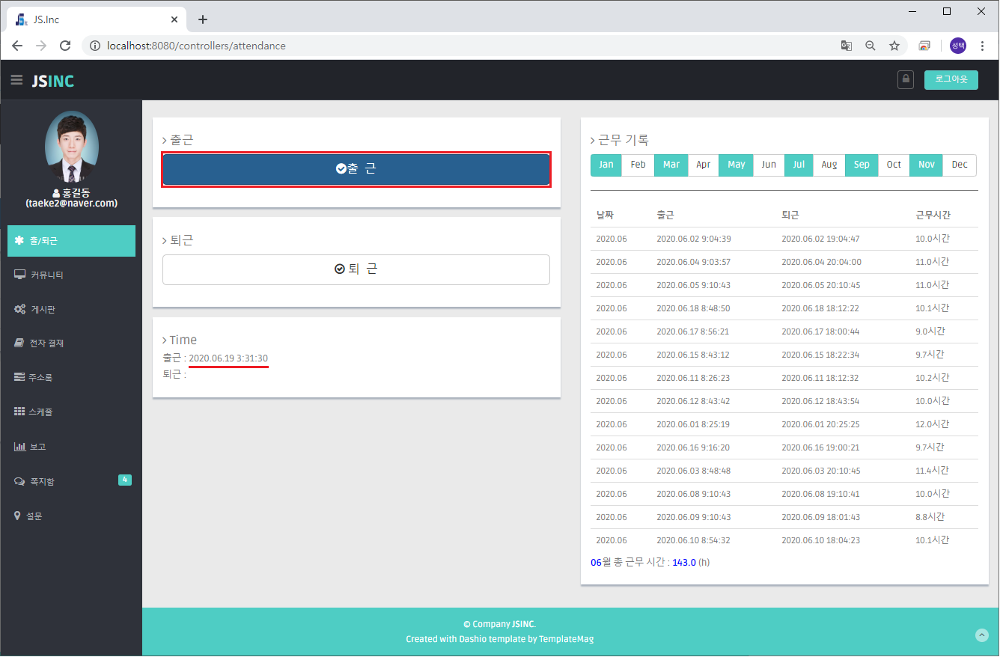 JS.Inc
localhost:8080/controllers/attendance
성택
JSINC
로그아웃
홍길동
(taeke2@naver.com)
출/퇴근
커뮤니티
게시판
전자 결재
주소록
스케줄
보고
쪽지함 4
설문
출근
출 근
퇴근
퇴 근
Time
출근 : 2020.06.19 3:31:30
퇴근 :
근무 기록
Jan Feb Mar Apr May Jun Jul Aug Sep Oct Nov Dec
날짜 출근 퇴근 근무시간
2020.06 2020.06.02 9:04:39 2020.06.02 19:04:47 10.0시간
2020.06 2020.06.04 9:03:57 2020.06.04 20:04:00 11.0시간
2020.06 2020.06.05 9:10:43 2020.06.05 20:10:45 11.0시간
2020.06 2020.06.18 8:48:50 2020.06.18 18:12:22 10.1시간
2020.06 2020.06.17 8:56:21 2020.06.17 18:00:44 9.0시간
2020.06 2020.06.15 8:43:12 2020.06.15 18:22:34 9.7시간
2020.06 2020.06.11 8:26:23 2020.06.11 18:12:32 10.2시간
2020.06 2020.06.12 8:43:42 2020.06.12 18:43:54 10.0시간
2020.06 2020.06.01 8:25:19 2020.06.01 20:25:25 12.0시간
2020.06 2020.06.16 9:16:20 2020.06.16 19:00:21 9.7시간
2020.06 2020.06.03 8:48:48 2020.06.03 20:10:45 11.4시간
2020.06 2020.06.08 9:10:43 2020.06.08 19:10:41 10.0시간
2020.06 2020.06.09 9:10:43 2020.06.09 18:01:43 8.8시간
2020.06 2020.06.10 8:54:32 2020.06.10 18:04:23 10.1시간
06월 총 근무 시간 : 143.0 (h)
© Company JSINC.
Created with Dashio template by TemplateMag